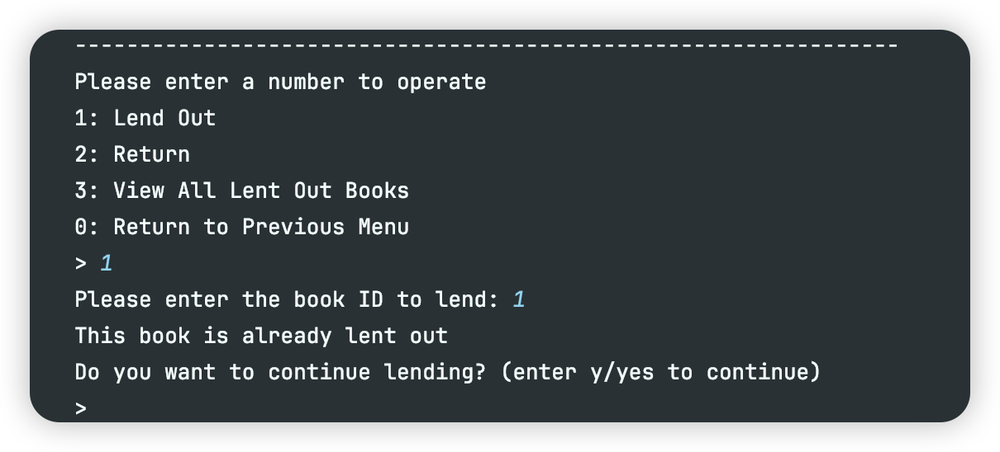 ----------------------------------------------------------------
Please enter a number to operate
1: Lend Out
2: Return
3: View All Lent Out Books
0: Return to Previous Menu
> 1
Please enter the book ID to lend: 1
This book is already lent out
Do you want to continue lending? (enter y/yes to continue)
>